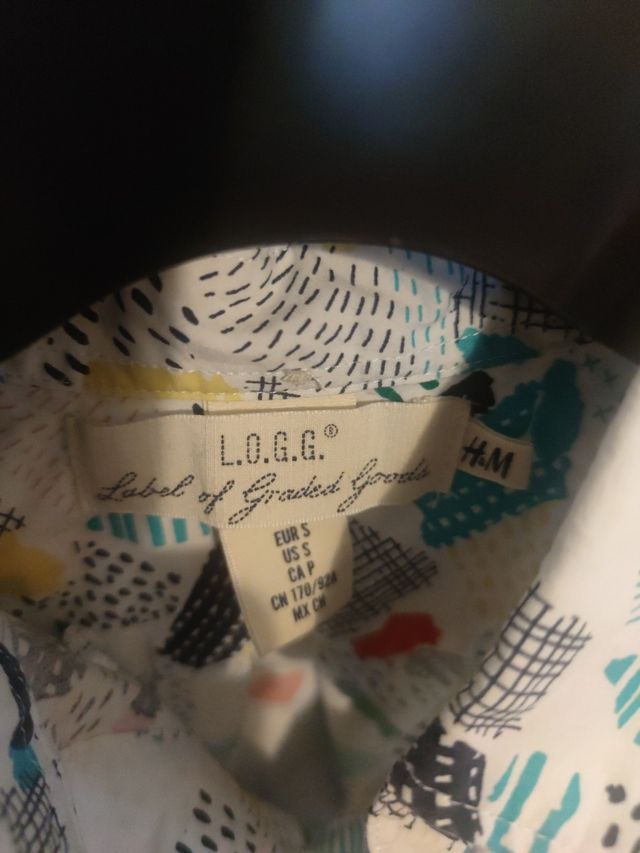 L.O.G.G.®
Label of Graded Goods
H&M
EUR S
US S
CA P
CN 170/92A
MX CH